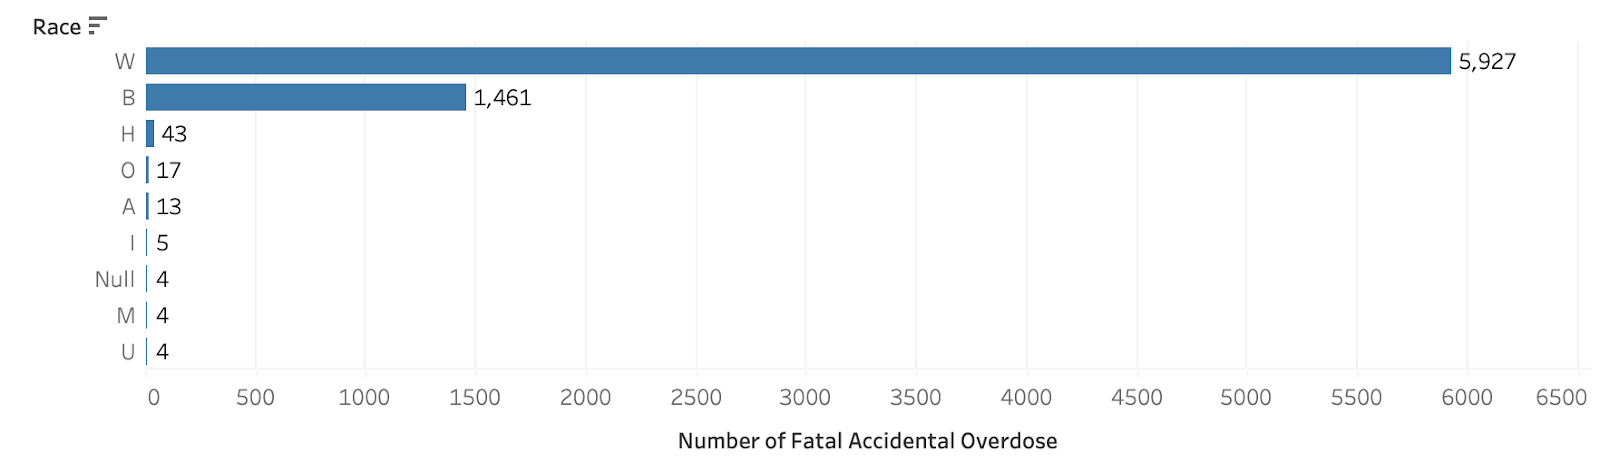 Race
W 5,927
B 1,461
H 43
O 17
A 13
I 5
Null 4
M 4
U 4
0 500 1000 1500 2000 2500 3000 3500 4000 4500 5000 5500 6000 6500
Number of Fatal Accidental Overdose